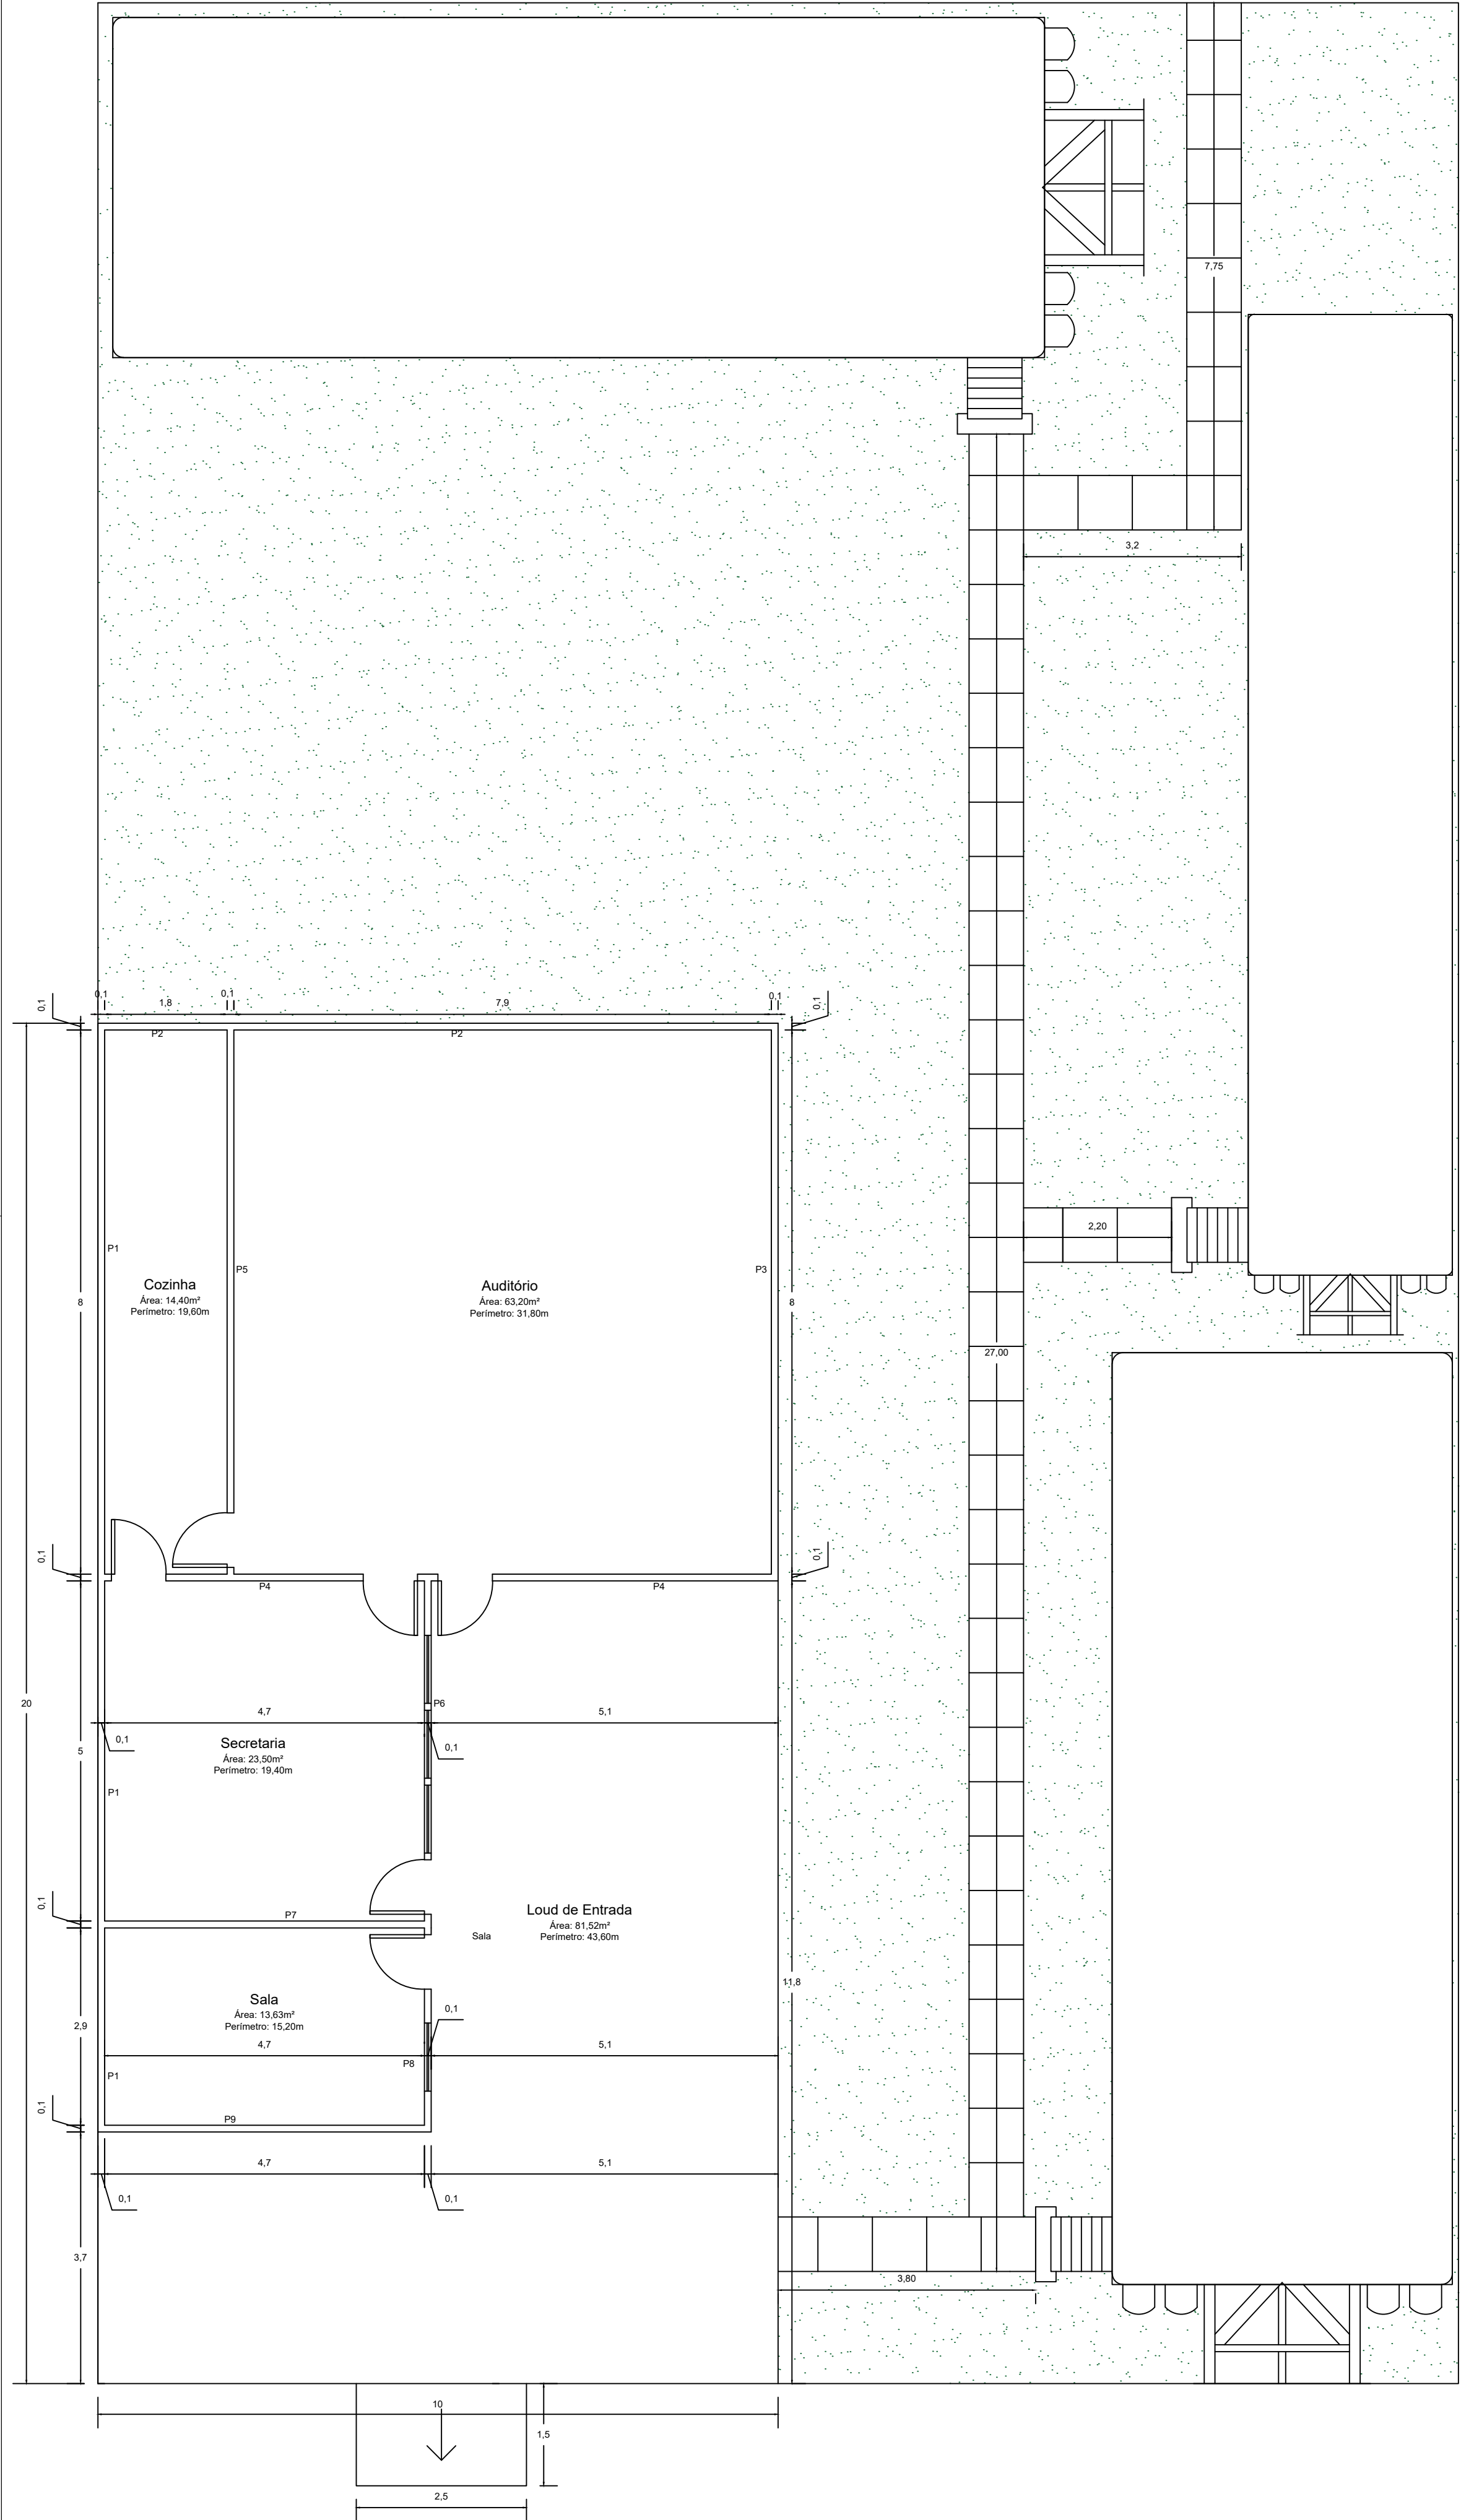 7,75
3,2
0,1
0,1
1,8
0,1
7,9
0,1
0,1
P2
P2
2,20
P1
P5
P3
Cozinha
Área: 14,40m²
Perímetro: 19,60m
Auditório
Área: 63,20m²
Perímetro: 31,80m
8
8
27,00
0,1
0,1
P4
P4
20
4,7
P6
5,1
0,1
0,1
Secretaria
Área: 23,50m²
Perímetro: 19,40m
5
P1
0,1
P7
Loud de Entrada
Área: 81,52m²
Perímetro: 43,60m
Sala
11,8
Sala
Área: 13,63m²
Perímetro: 15,20m
0,1
2,9
4,7
5,1
P8
P1
0,1
P9
4,7
5,1
0,1
0,1
3,7
3,80
10
1,5
2,5